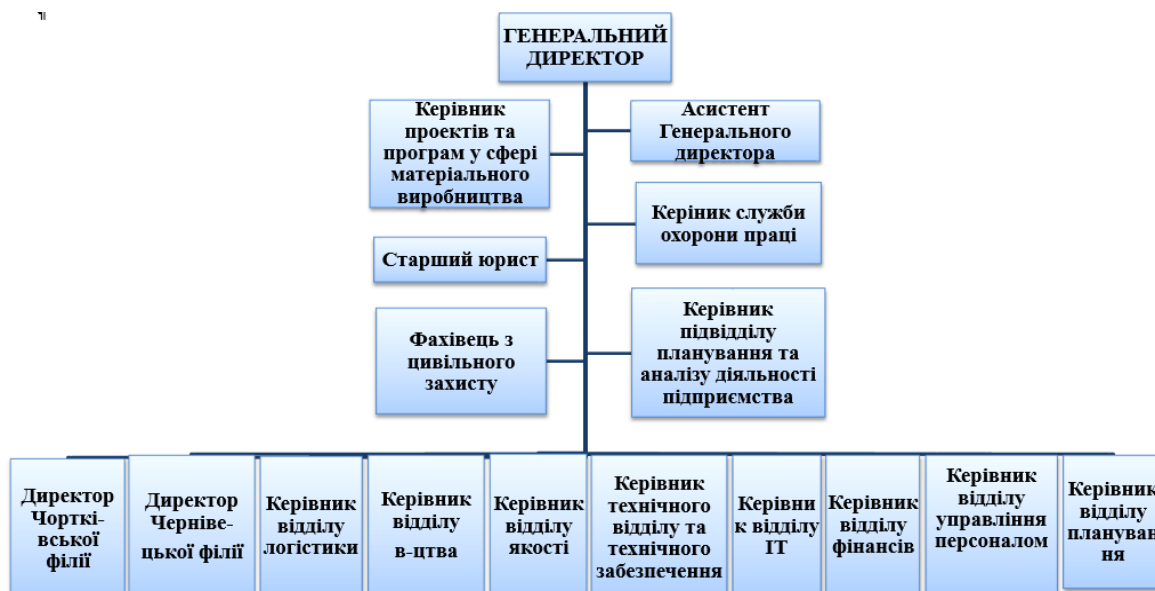 ГЕНЕРАЛЬНИЙ
ДИРЕКТОР
Керівник
проектів та
програм у сфері
матеріального
виробництва
Асистент
Генерального
директора
Керіник служби
охорони праці
Старший юрист
Фахівець з
цивільного
захисту
Керівник
підвідділу
планування та
аналізу діяльності
підприємства
Директор
Чорткі-
вської
філії
Директор
Черніве-
цької філії
Керівник
відділу
логістики
Керівник
відділу
в-цтва
Керівник
відділу
якості
Керівник
технічного
відділу та
технічного
забезпечення
Керівни
к відділу
ІТ
Керівник
відділу
фінансів
Керівник
відділу
управління
персоналом
Керівник
відділу
плануван
ня